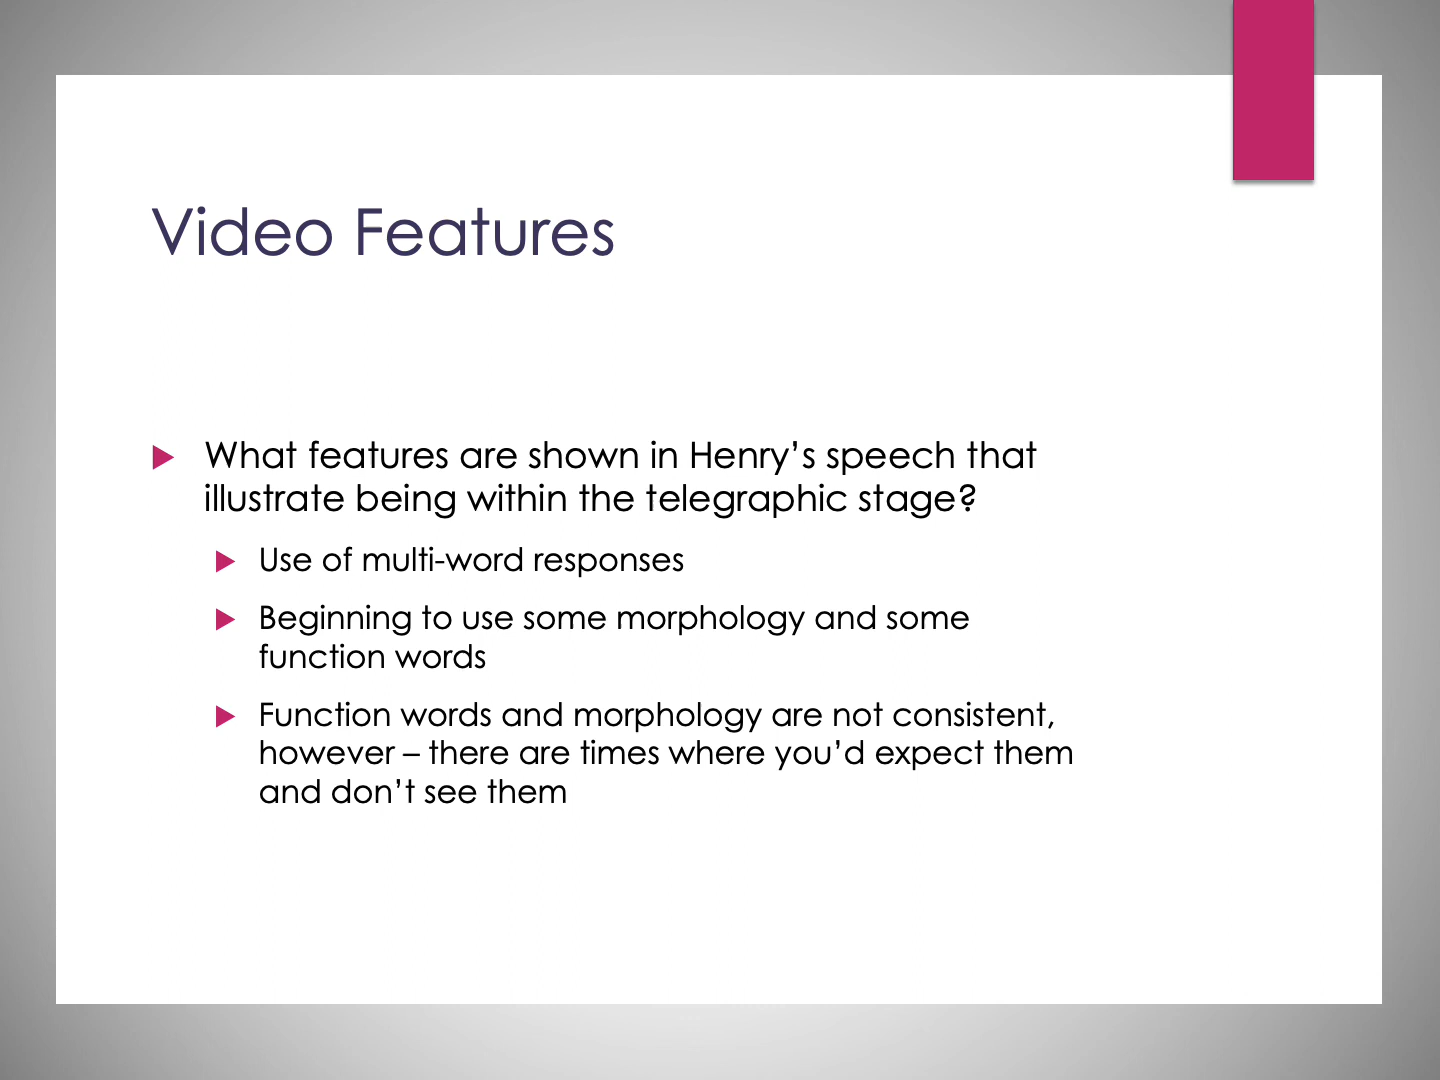 Video Features
What features are shown in Henry’s speech that
illustrate being within the telegraphic stage?
Use of multi-word responses
Beginning to use some morphology and some
function words
Function words and morphology are not consistent,
however – there are times where you’d expect them
and don’t see them